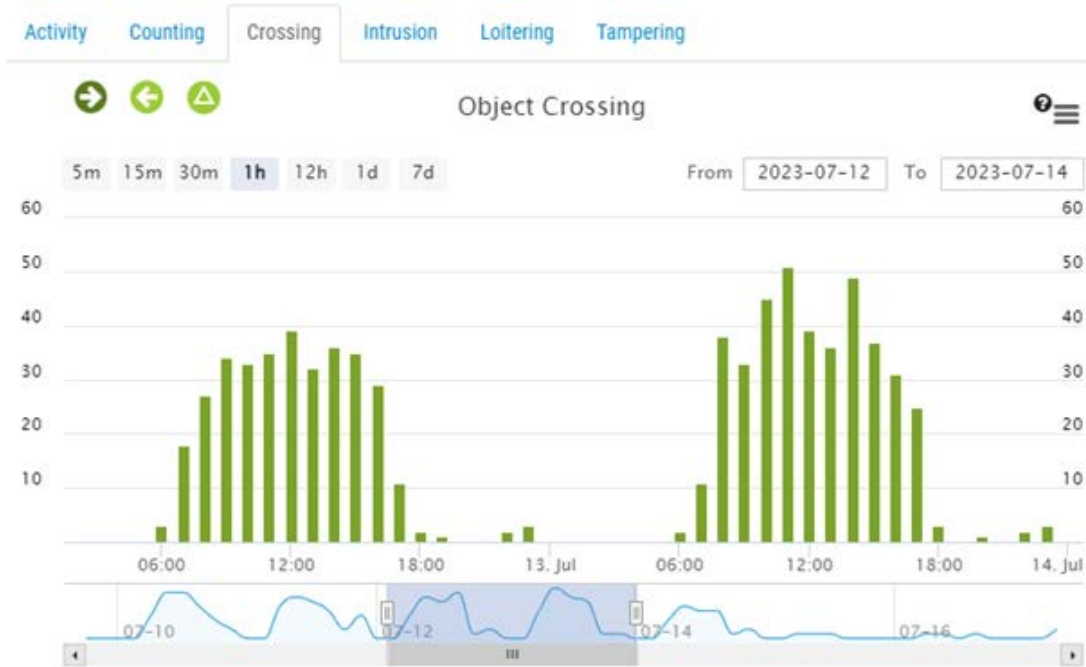 Activity Counting Crossing Intrusion Loitering Tampering
Object Crossing
5m 15m 30m 1h 12h 1d 7d From 2023-07-12 To 2023-07-14
60 60
50 50
40 40
30 30
20 20
10 10
06:00 12:00 18:00 13. Jul 06:00 12:00 18:00 14. Jul
07-10 07-12 07-14 07-16